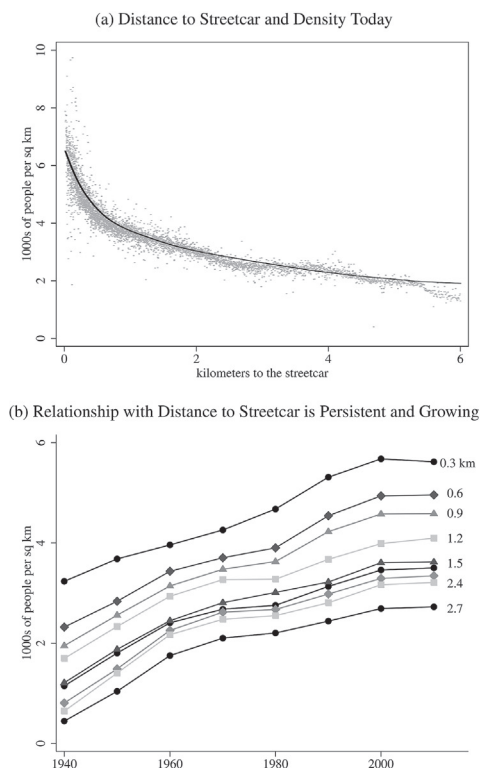 (a) Distance to Streetcar and Density Today
10
8
6
4
2
0
1000s of people per sq km
0 2 4 6
kilometers to the streetcar
(b) Relationship with Distance to Streetcar is Persistent and Growing
6
4
2
0
1000s of people per sq km
0.3 km
0.6
0.9
1.2
1.5
2.4
2.7
1940 1960 1980 2000